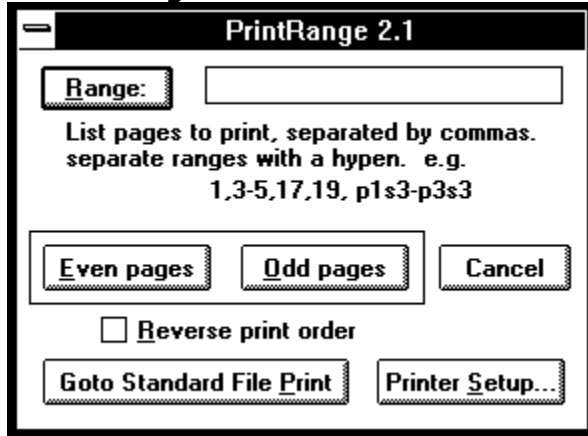 PrintRange 2.1
Range:
List pages to print, separated by commas.
separate ranges with a hypen. e.g.
1,3-5,17,19, p1s3-p3s3
Even pages Odd pages Cancel
Reverse print order
Goto Standard File Print Printer Setup...